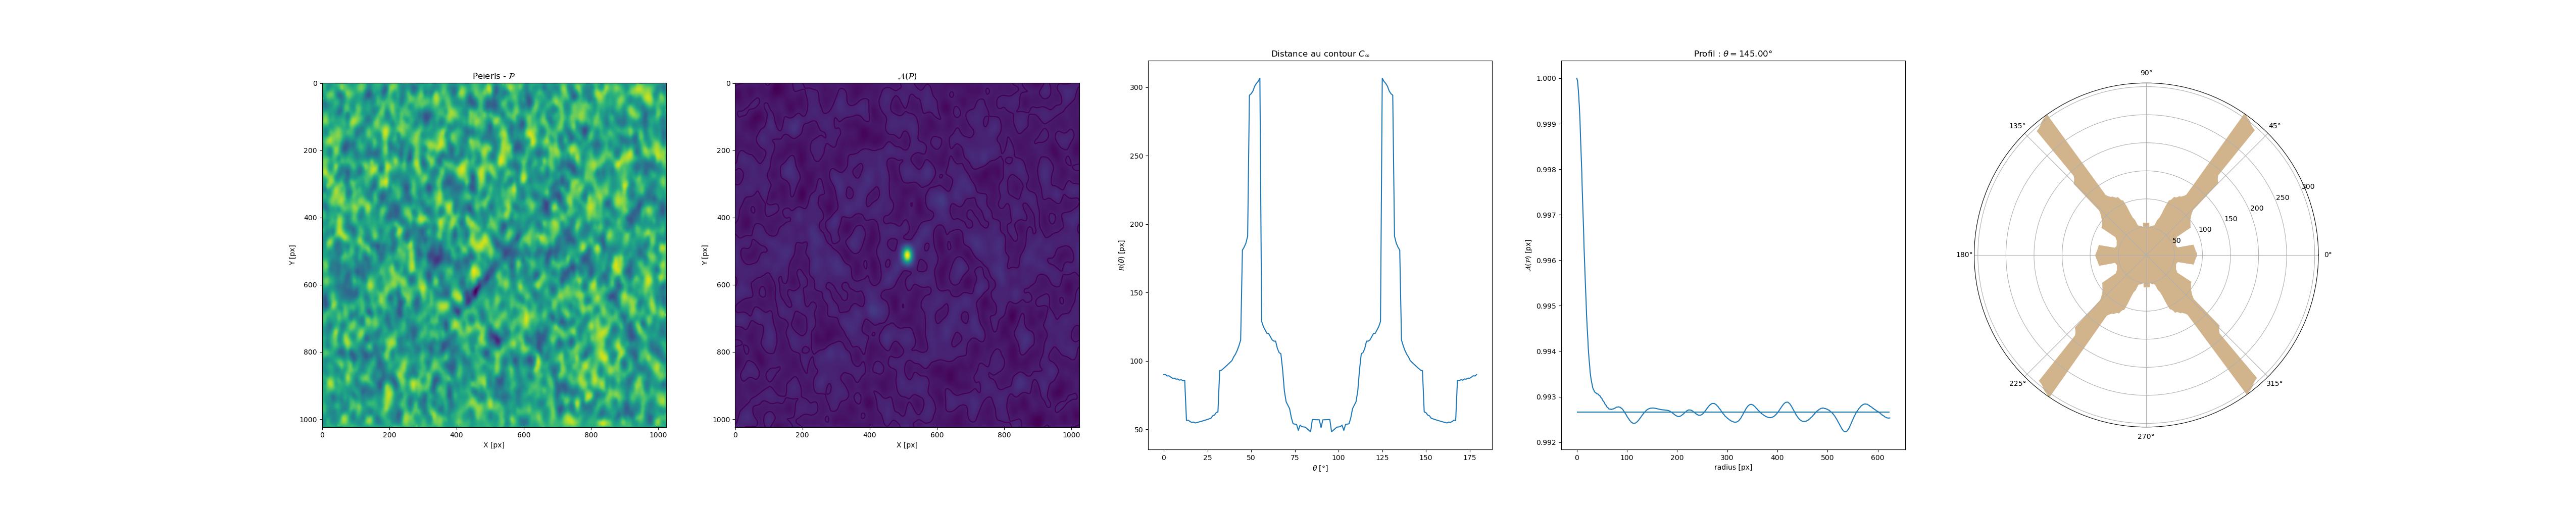 Peierls - 𝒫
0
200
400
600
800
1000
Y [px]
0 200 400 600 800 1000
X [px]
𝒜(𝒫)
0
200
400
600
800
1000
Y [px]
0 200 400 600 800 1000
X [px]
Distance au contour C∞
300
250
200
150
100
50
R(θ) [px]
0 25 50 75 100 125 150 175
θ [°]
Profil : θ = 145.00°
1.000
0.999
0.998
0.997
0.996
0.995
0.994
0.993
0.992
𝒜(𝒫) [px]
0 100 200 300 400 500 600
radius [px]
90°
135° 45°
300
250
200
150
100
50
180° 0°
225° 315°
270°